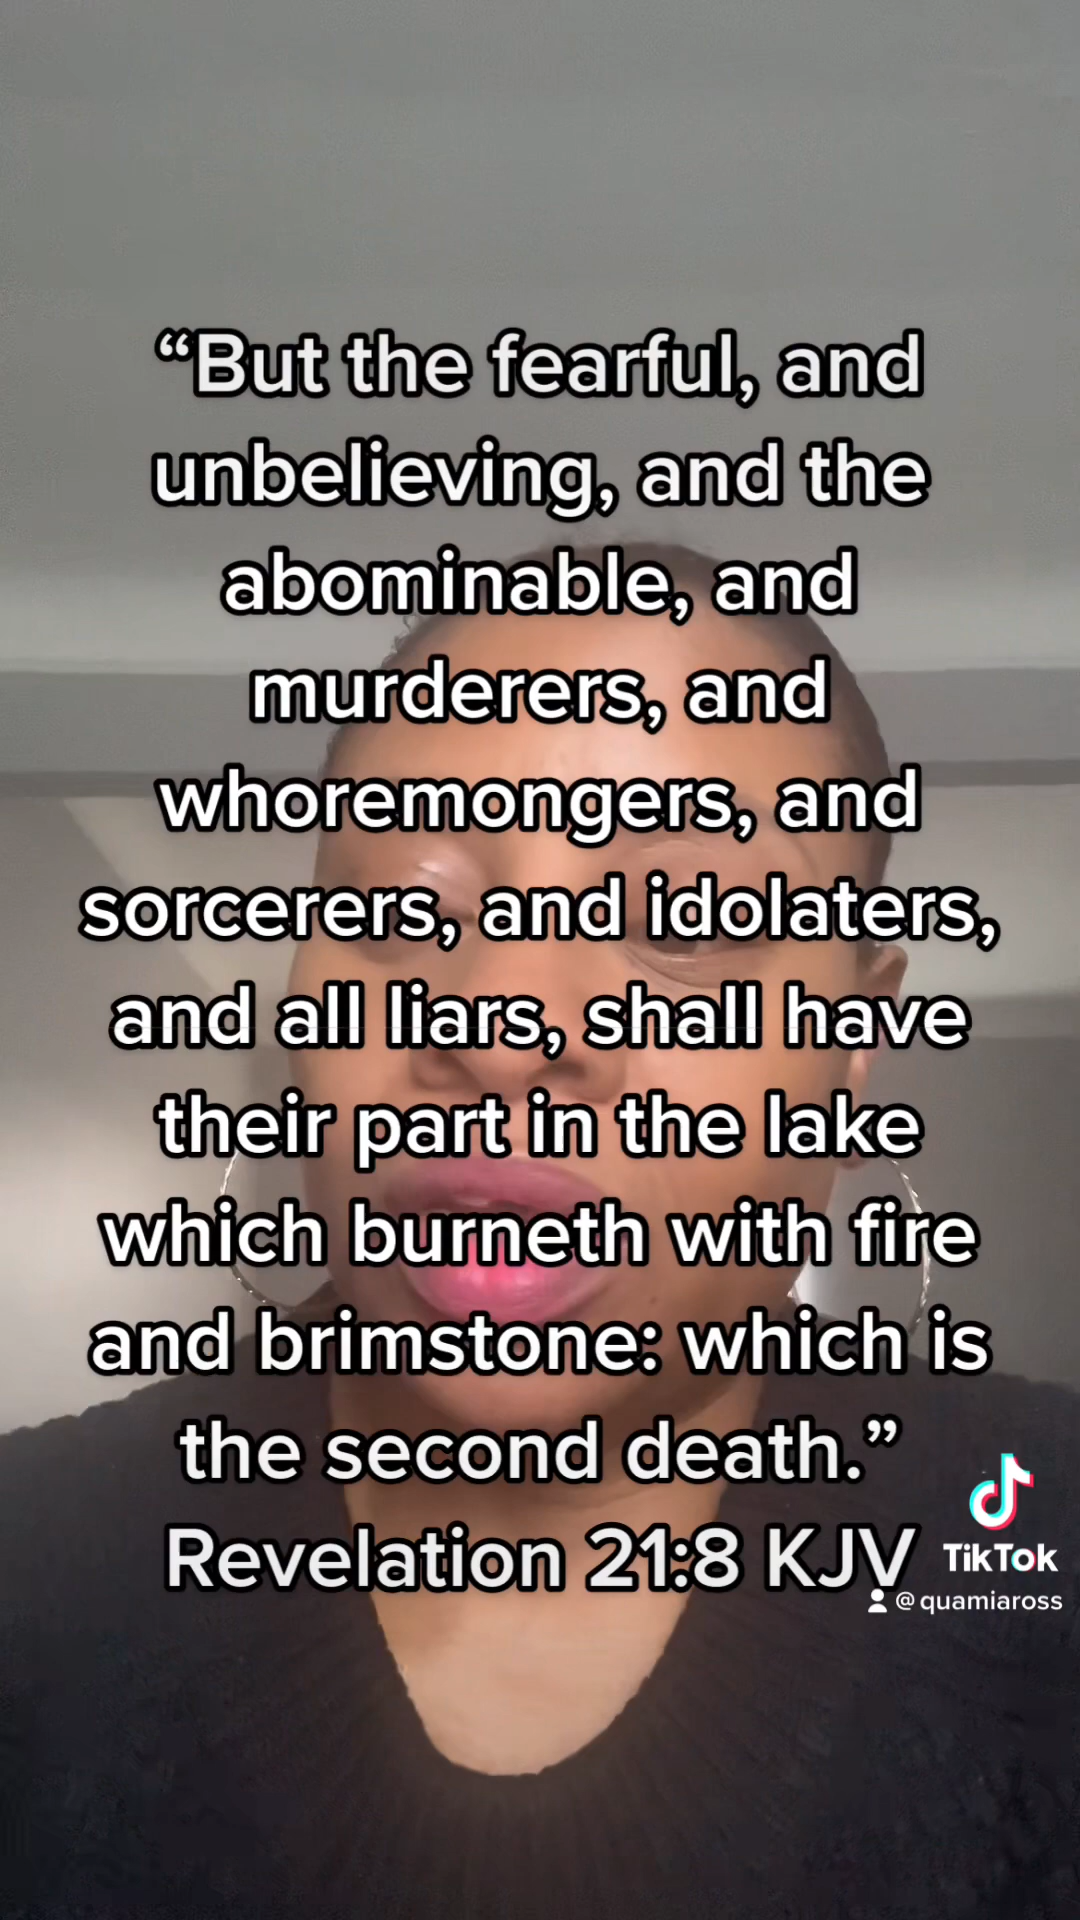 “But the fearful, and
unbelieving, and the
abominable, and
murderers, and
whoremongers, and
sorcerers, and idolaters,
and all liars, shall have
their part in the lake
which burneth with fire
and brimstone: which is
the second death.”
Revelation 21:8 KJV
TikTok
@quamiaross